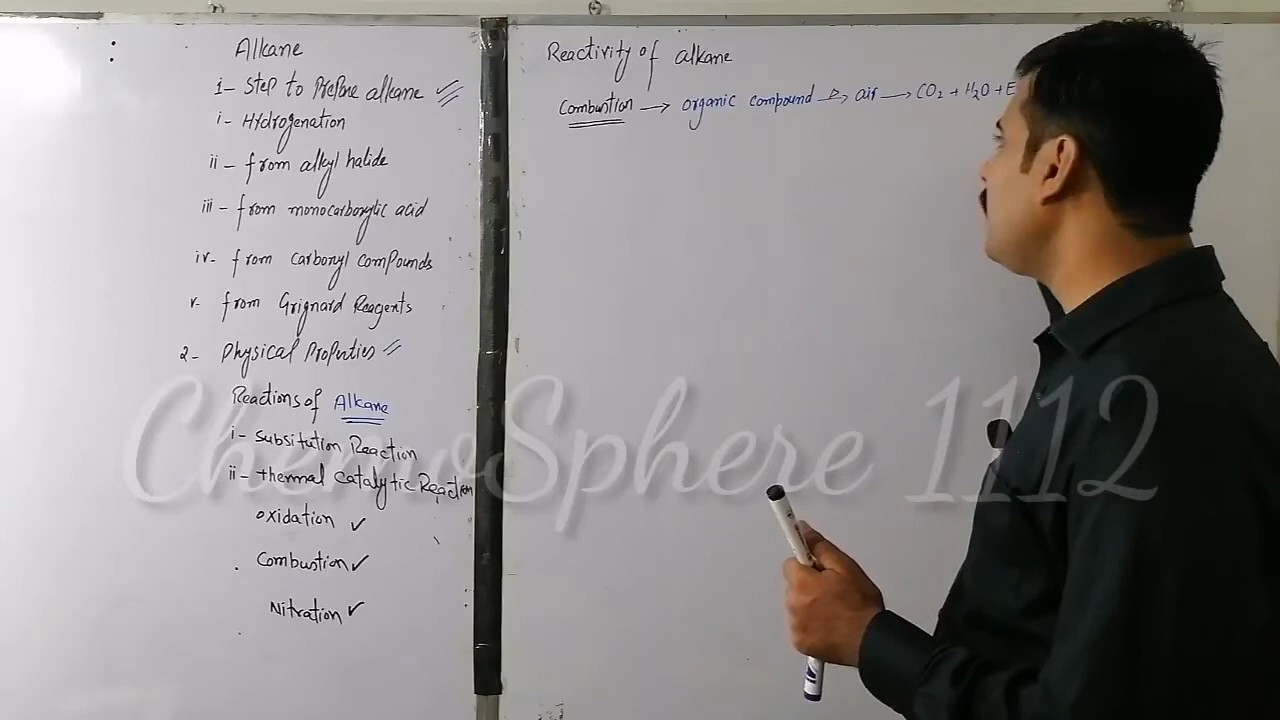 Alkane
1- Step to Prepare alkane
i- Hydrogenation
ii - from alkyl halide
iii - from monocarboxylic acid
iv- from carbonyl compounds
v- from Grignard Reagents
2- Physical Properties
Reactions of Alkane
i- Subsitution Reaction
ii- thermal Catalytic Reaction
Oxidation ✓
Combustion ✓
Nitration ✓
Reactivity of alkane
Combustion → organic compound → air → CO₂ + H₂O + E
ChemoSphere 1112